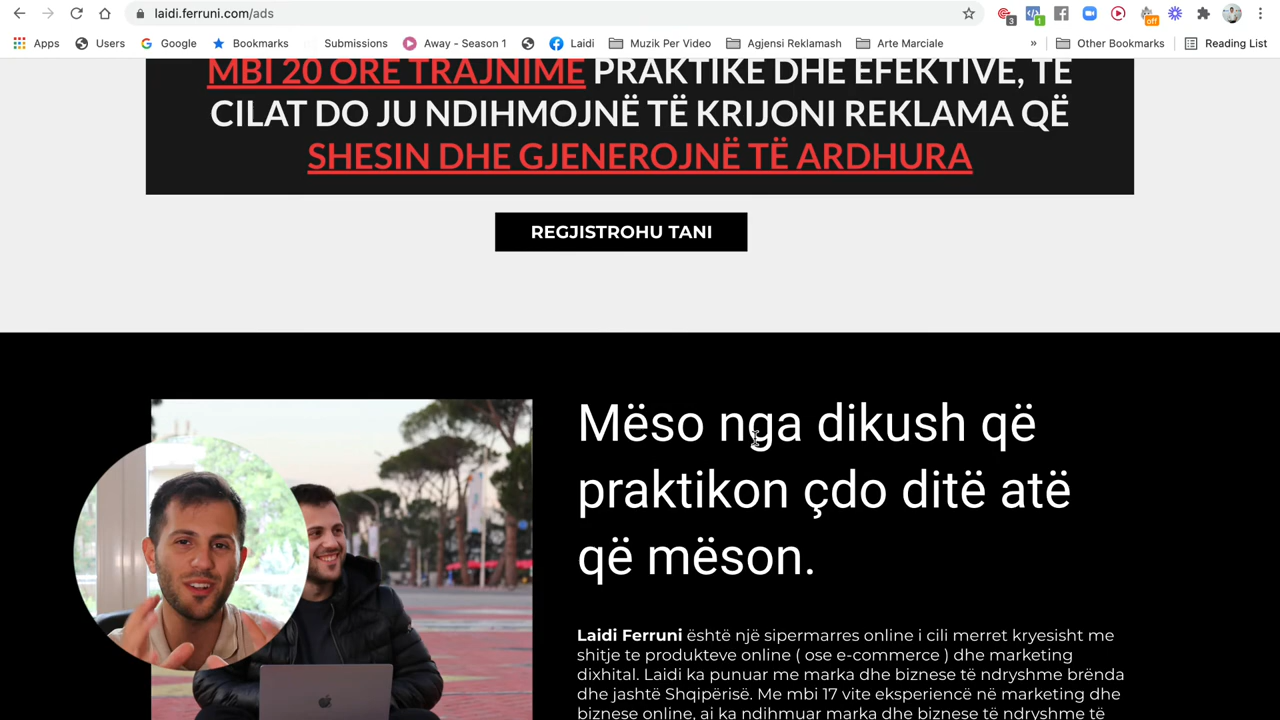 laidi.ferruni.com/ads
3
1
off
Apps
Users
Google
Bookmarks
Submissions
Away - Season 1
Laidi
Muzik Per Video
Agjensi Reklamash
Arte Marciale
»
Other Bookmarks
Reading List
MBI 20 ORË TRAJNIME PRAKTIKE DHE EFEKTIVE, TË
CILAT DO JU NDIHMOJNË TË KRIJONI REKLAMA QË
SHESIN DHE GJENEROJNË TË ARDHURA
REGJISTROHU TANI
Mëso nga dikush që
praktikon çdo ditë atë
që mëson.
Laidi Ferruni është një sipermarres online i cili merret kryesisht me
shitje te produkteve online ( ose e-commerce ) dhe marketing
dixhital. Laidi ka punuar me marka dhe biznese të ndryshme brënda
dhe jashtë Shqipërisë. Me mbi 17 vite eksperiencë në marketing dhe
biznese online, ai ka ndihmuar marka dhe biznese të ndryshme të